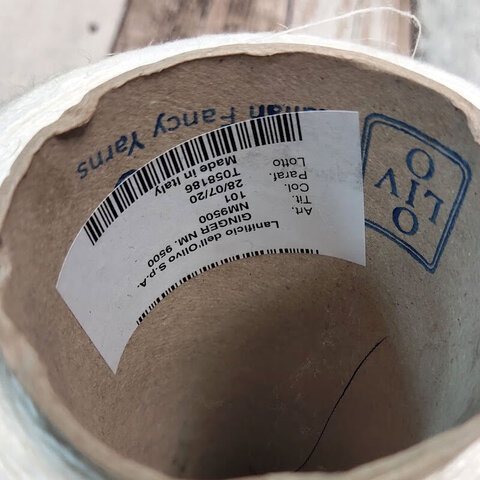 Lanificio dell'Olivo S.p.A.
Art. GINGER NM. 9500
Tit. NM9500
Col. 101
Paraf. 28/07/20
Lotto T058186
Made in Italy
Fancy Yarns
OLIVO